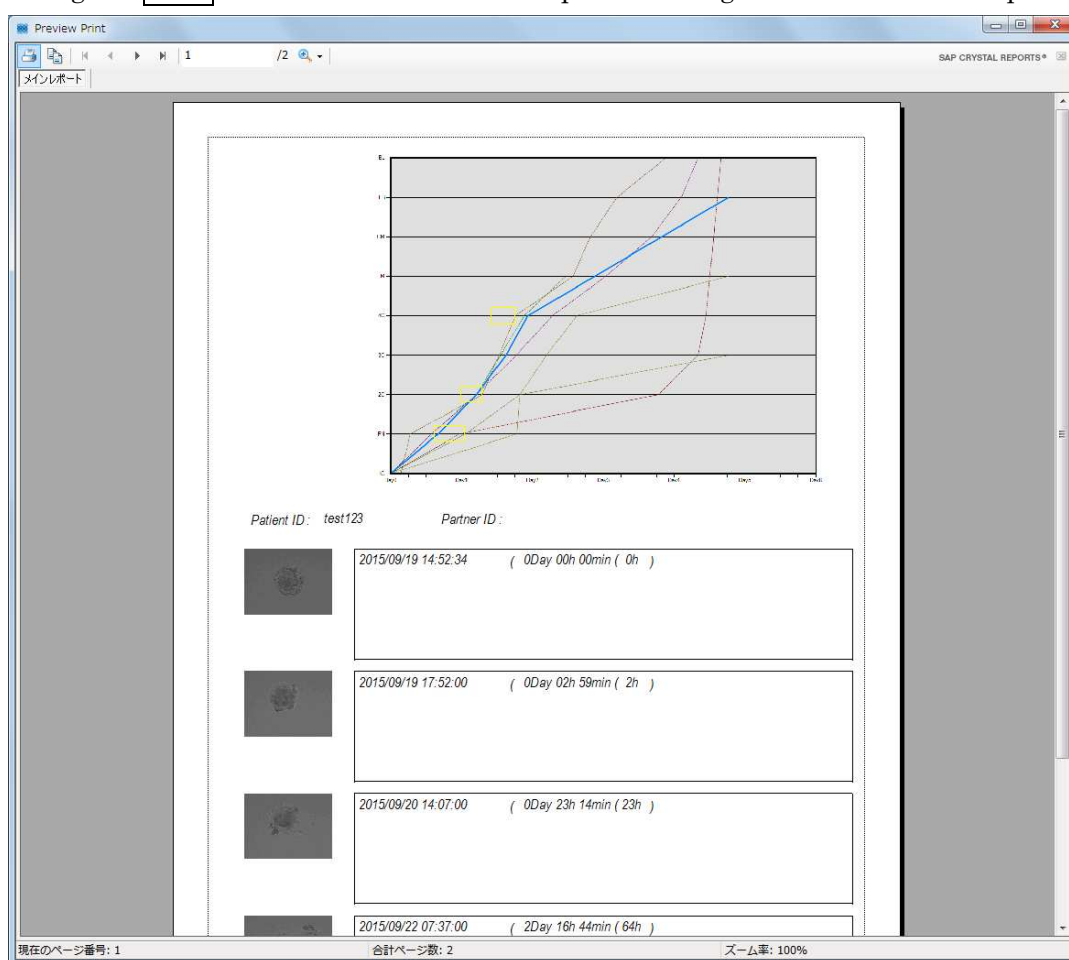 Preview Print
1 /2
SAP CRYSTAL REPORTS®
メインレポート
Patient ID : test123 Partner ID :
2015/09/19 14:52:34 ( 0Day 00h 00min ( 0h )
2015/09/19 17:52:00 ( 0Day 02h 59min ( 2h )
2015/09/20 14:07:00 ( 0Day 23h 14min ( 23h )
2015/09/22 07:37:00 ( 2Day 16h 44min ( 64h )
現在のページ番号: 1 合計ページ数: 2 ズーム率: 100%